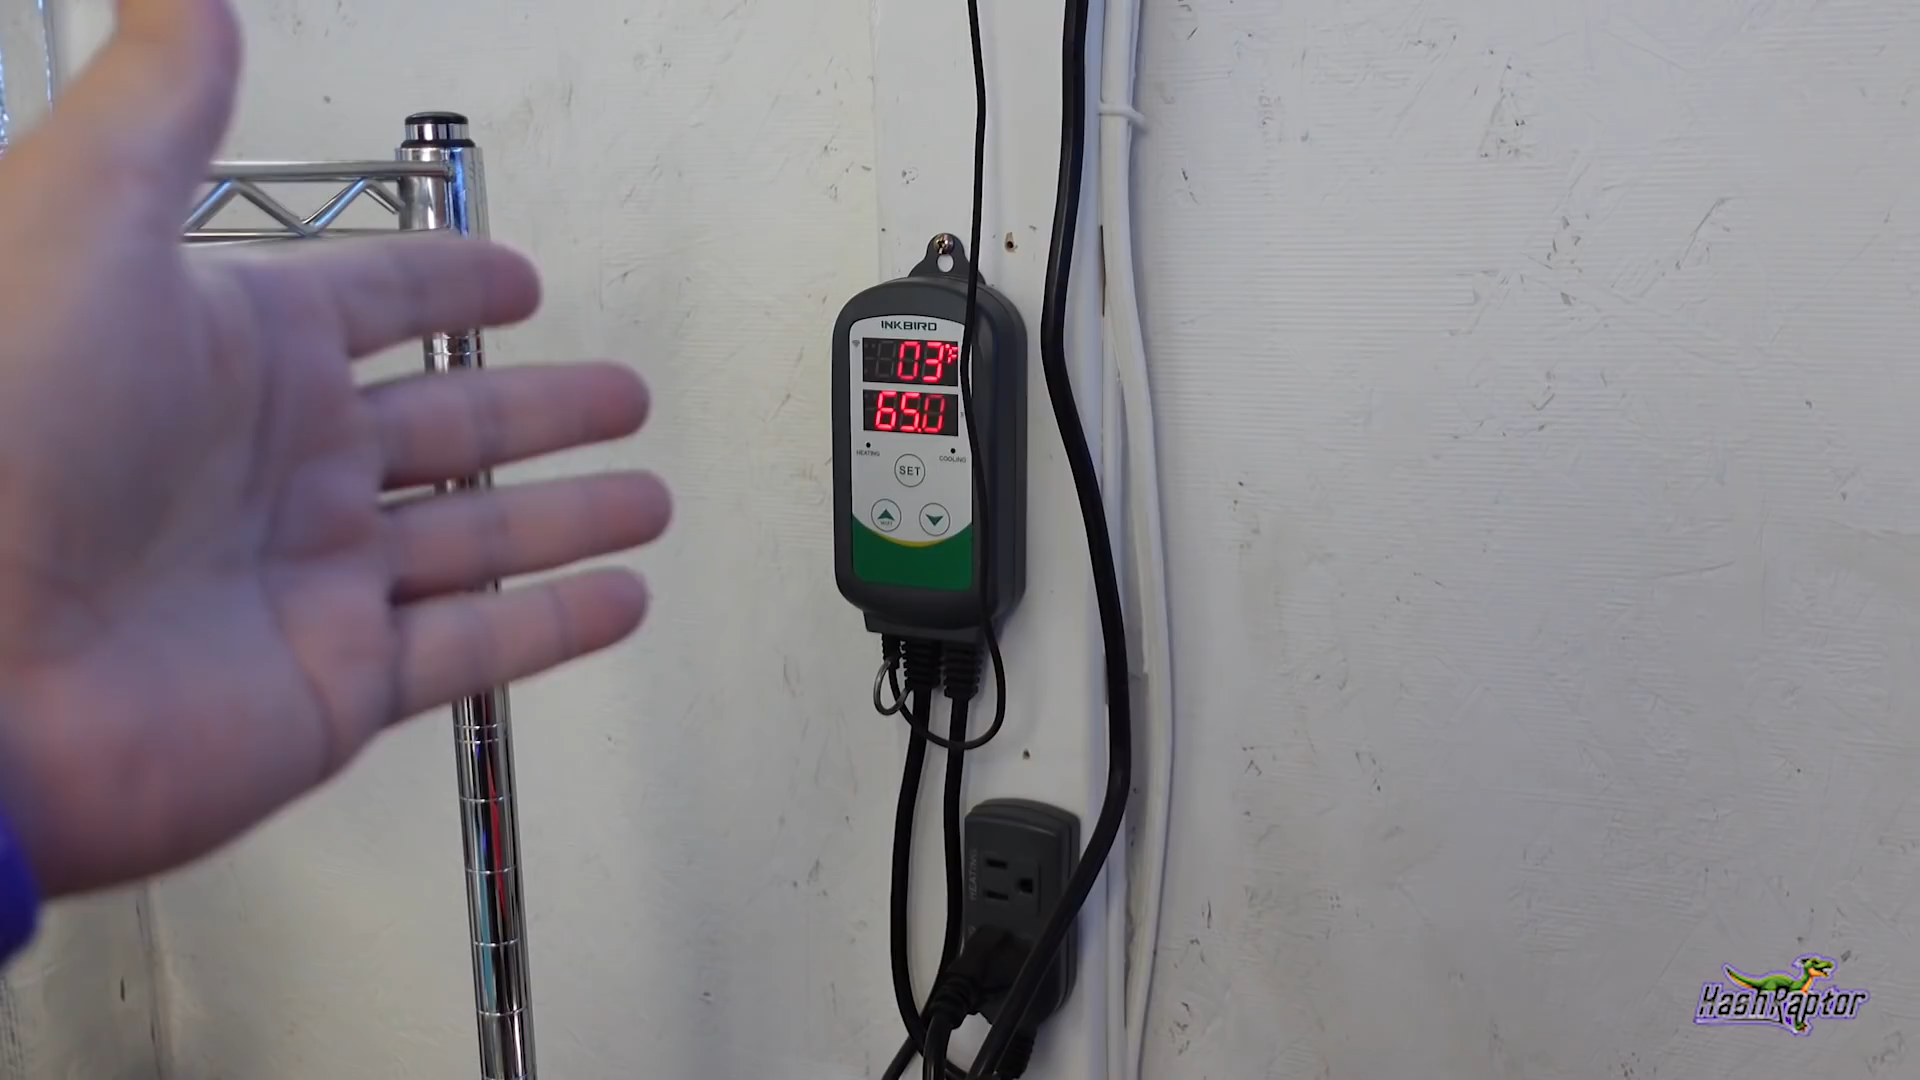 INKBIRD
03°F
65.0
HEATING
COOLING
SET
HEATING
HashRaptor